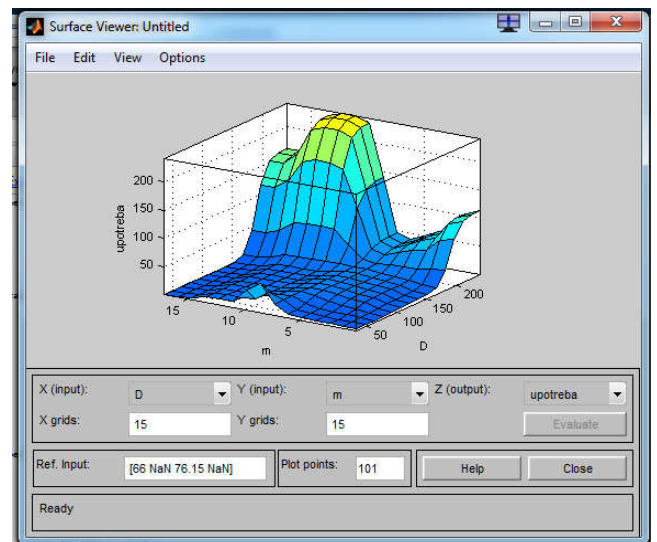 Surface Viewer: Untitled
File Edit View Options
200
150
100
50
upotreba
15
10
5
m
50
100
150
200
D
X (input): D Y (input): m Z (output): upotreba
X grids: 15 Y grids: 15 Evaluate
Ref. Input: [66 NaN 76.15 NaN] Plot points: 101 Help Close
Ready